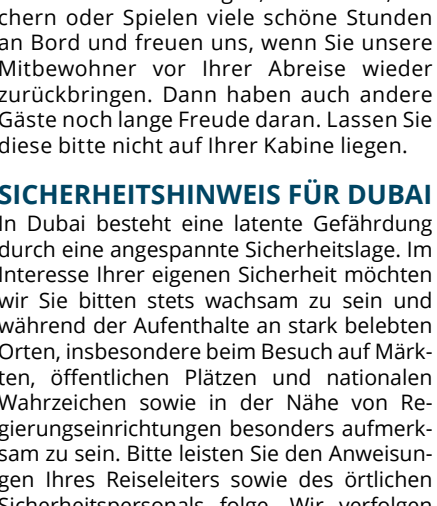 chern oder Spielen viele schöne Stunden
an Bord und freuen uns, wenn Sie unsere
Mitbewohner vor Ihrer Abreise wieder
zurückbringen. Dann haben auch andere
Gäste noch lange Freude daran. Lassen Sie
diese bitte nicht auf Ihrer Kabine liegen.
SICHERHEITSHINWEIS FÜR DUBAI
In Dubai besteht eine latente Gefährdung
durch eine angespannte Sicherheitslage. Im
Interesse Ihrer eigenen Sicherheit möchten
wir Sie bitten stets wachsam zu sein und
während der Aufenthalte an stark belebten
Orten, insbesondere beim Besuch auf Märk-
ten, öffentlichen Plätzen und nationalen
Wahrzeichen sowie in der Nähe von Re-
gierungseinrichtungen besonders aufmerk-
sam zu sein. Bitte leisten Sie den Anweisun-
gen Ihres Reiseleiters sowie des örtlichen
Sicherheitspersonals folge. Wir verfolgen